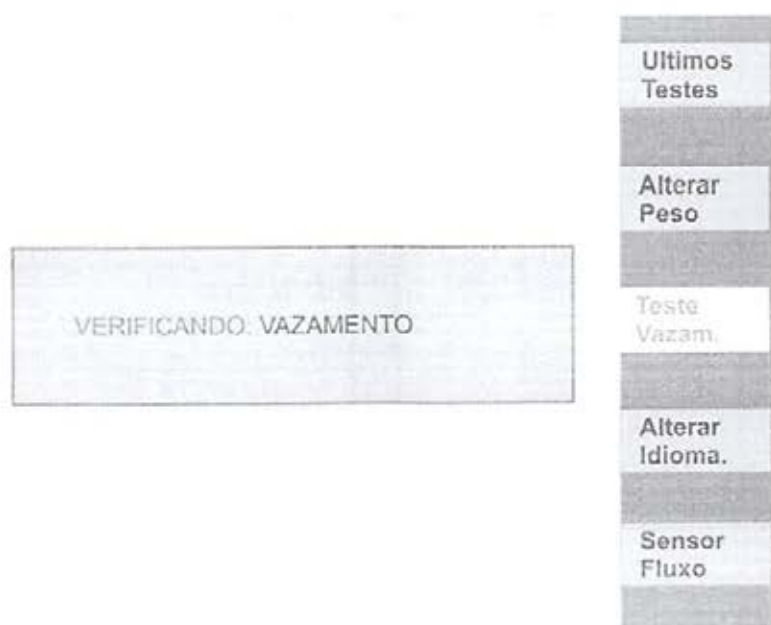 Ultimos
Testes
Alterar
Peso
VERIFICANDO: VAZAMENTO
Teste
Vazam.
Alterar
Idioma.
Sensor
Fluxo